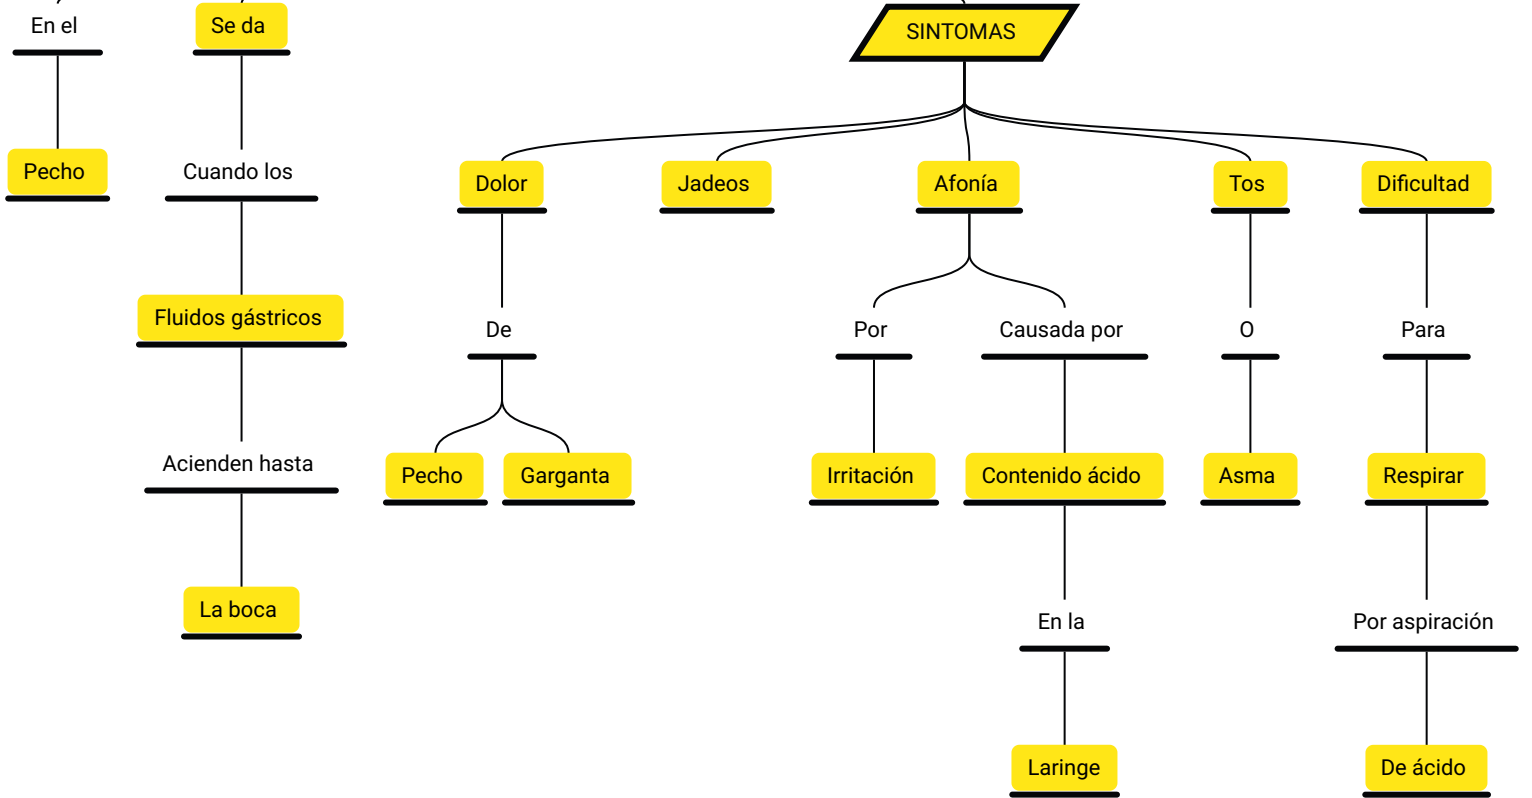 En el
Se da
SINTOMAS
Pecho
Cuando los
Dolor
Jadeos
Afonía
Tos
Dificultad
Fluidos gástricos
De
Por
Causada por
O
Para
Acienden hasta
Pecho
Garganta
Irritación
Contenido ácido
Asma
Respirar
La boca
En la
Por aspiración
Laringe
De ácido